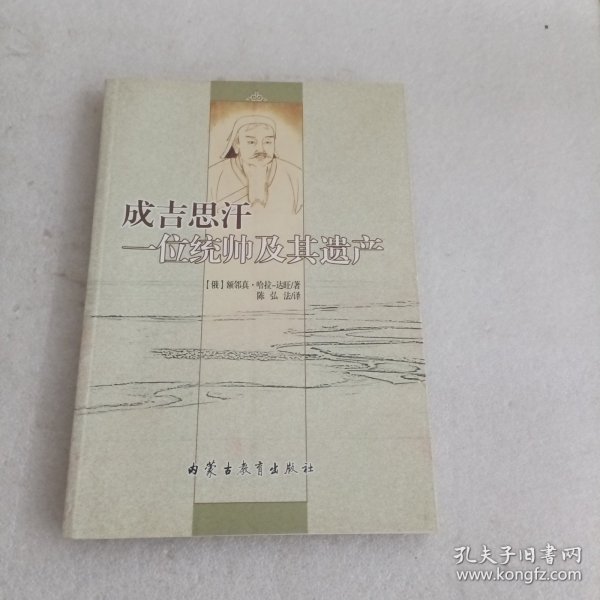 成吉思汗
一位统帅及其遗产
【俄】额邻真·哈拉-达旺/著
陈弘法/译
内蒙古教育出版社
孔夫子旧书网
www.kongfz.com